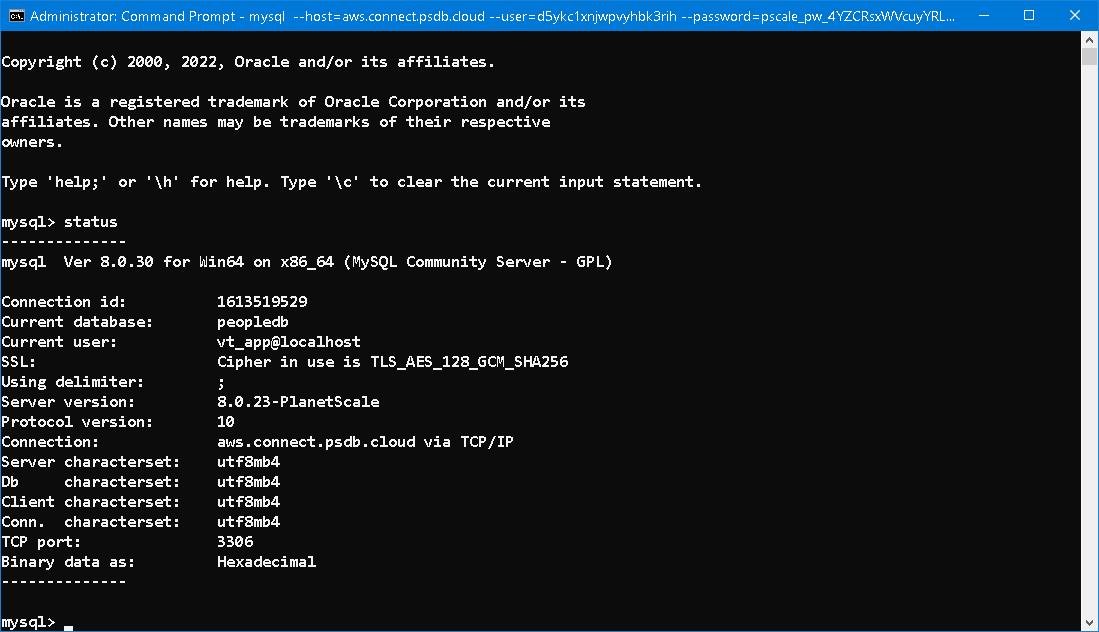 Administrator: Command Prompt - mysql --host=aws.connect.psdb.cloud --user=d5ykc1xnjwpvyhbk3rih --password=pscale_pw_4YZCRsxWVcuyYRL...
Copyright (c) 2000, 2022, Oracle and/or its affiliates.
Oracle is a registered trademark of Oracle Corporation and/or its
affiliates. Other names may be trademarks of their respective
owners.
Type 'help;' or '\h' for help. Type '\c' to clear the current input statement.
mysql> status
--------------
mysql  Ver 8.0.30 for Win64 on x86_64 (MySQL Community Server - GPL)
Connection id:          1613519529
Current database:       peopledb
Current user:           vt_app@localhost
SSL:                    Cipher in use is TLS_AES_128_GCM_SHA256
Using delimiter:        ;
Server version:         8.0.23-PlanetScale
Protocol version:       10
Connection:             aws.connect.psdb.cloud via TCP/IP
Server characterset:    utf8mb4
Db     characterset:    utf8mb4
Client characterset:    utf8mb4
Conn.  characterset:    utf8mb4
TCP port:               3306
Binary data as:         Hexadecimal
--------------
mysql> _